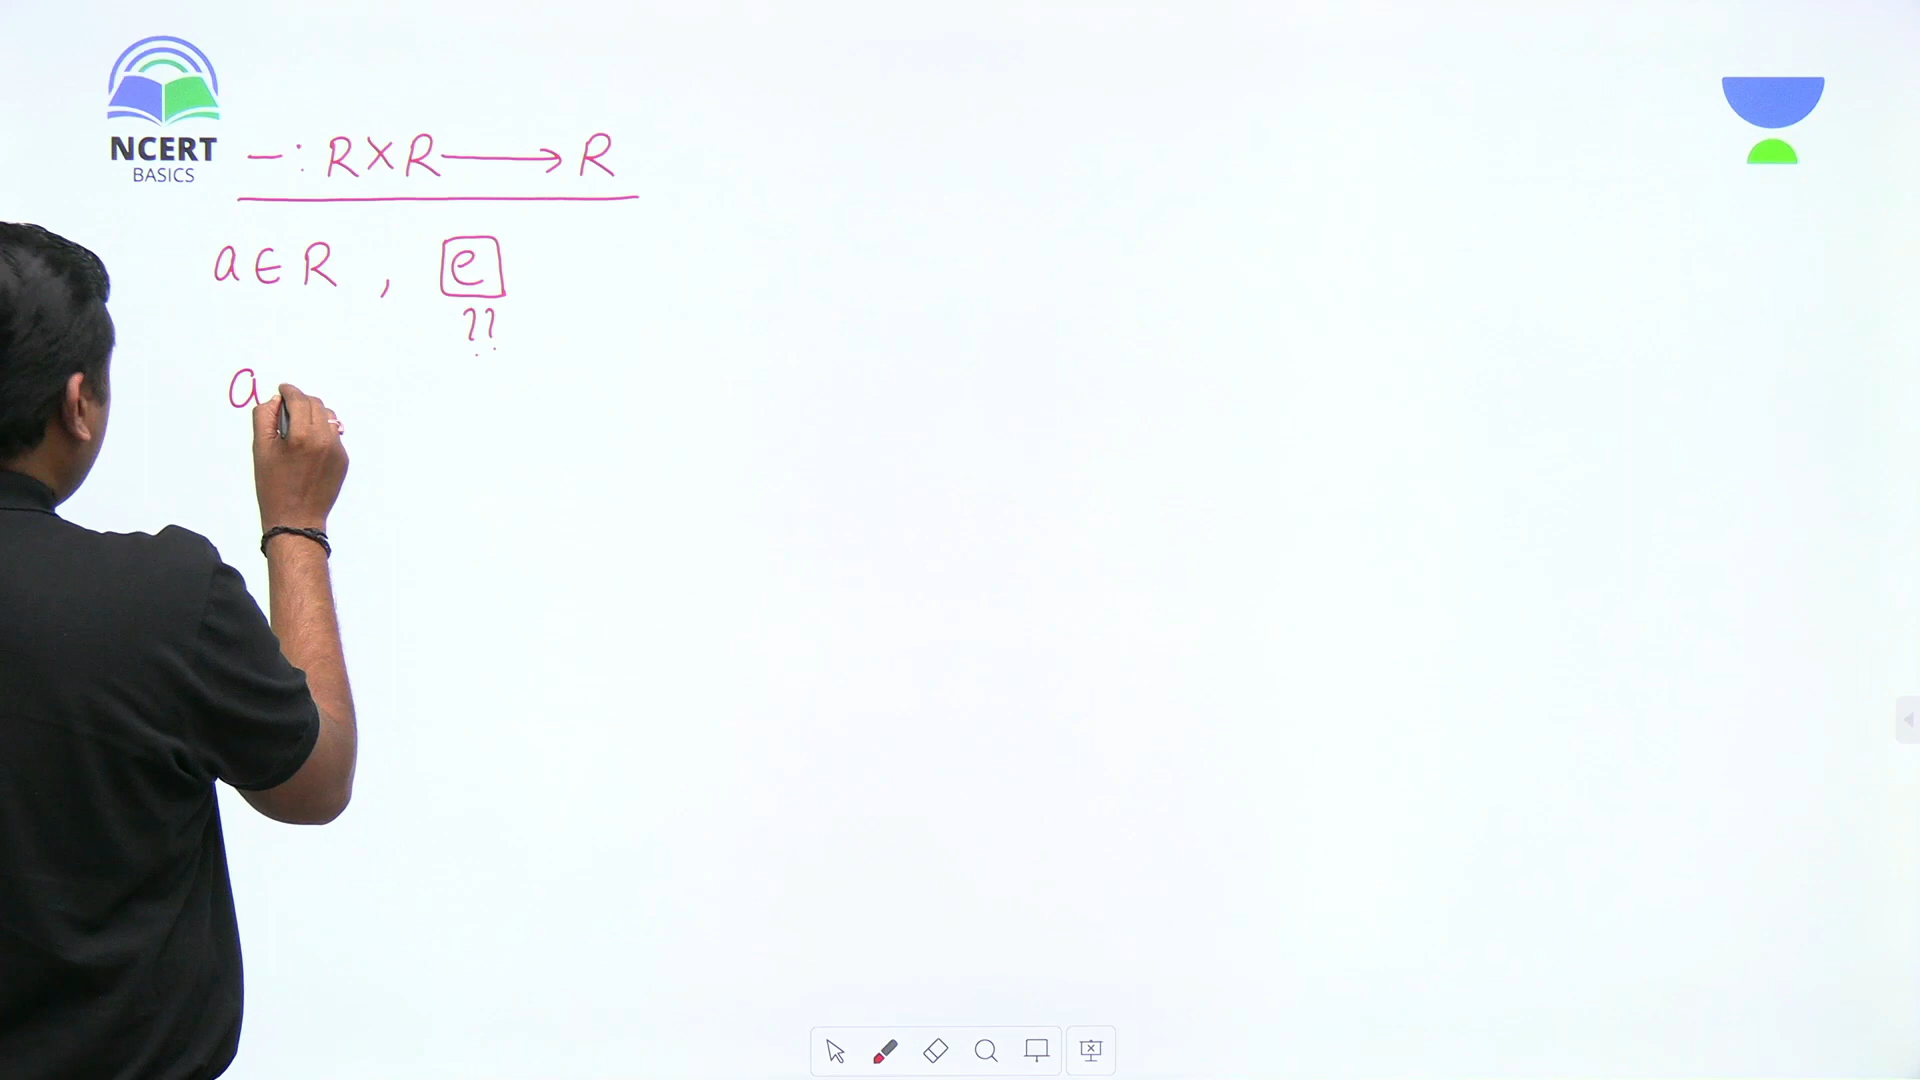 NCERT
BASICS
– : R X R ⟶ R
a ∈ R , e
??
a